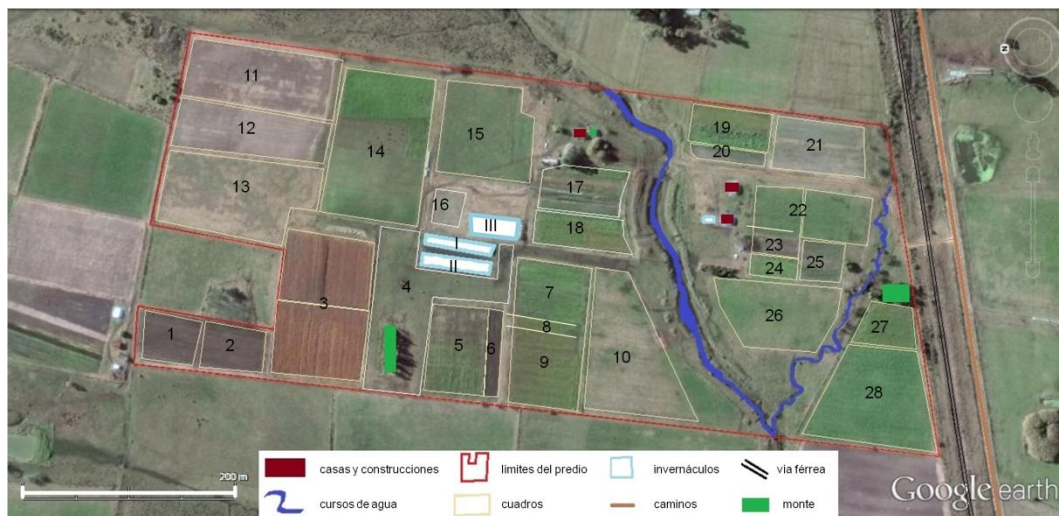 N
11
12
13
14
15
16
17
18
19
20
21
22
23
24
25
26
27
28
III
I
II
1
2
3
4
5
6
7
8
9
10
200 m
casas y construcciones
limites del predio
invernáculos
via férrea
cursos de agua
cuadros
caminos
monte
Google earth